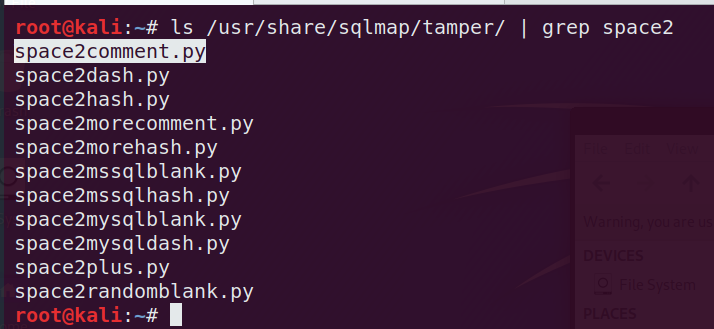 root@kali:~# ls /usr/share/sqlmap/tamper/ | grep space2
space2comment.py
space2dash.py
space2hash.py
space2morecomment.py
space2morehash.py
space2mssqlblank.py
space2mssqlhash.py
space2mysqlblank.py
space2mysqldash.py
space2plus.py
space2randomblank.py
root@kali:~#
File Edit View
Warning, you are us
DEVICES
File System
PLACES